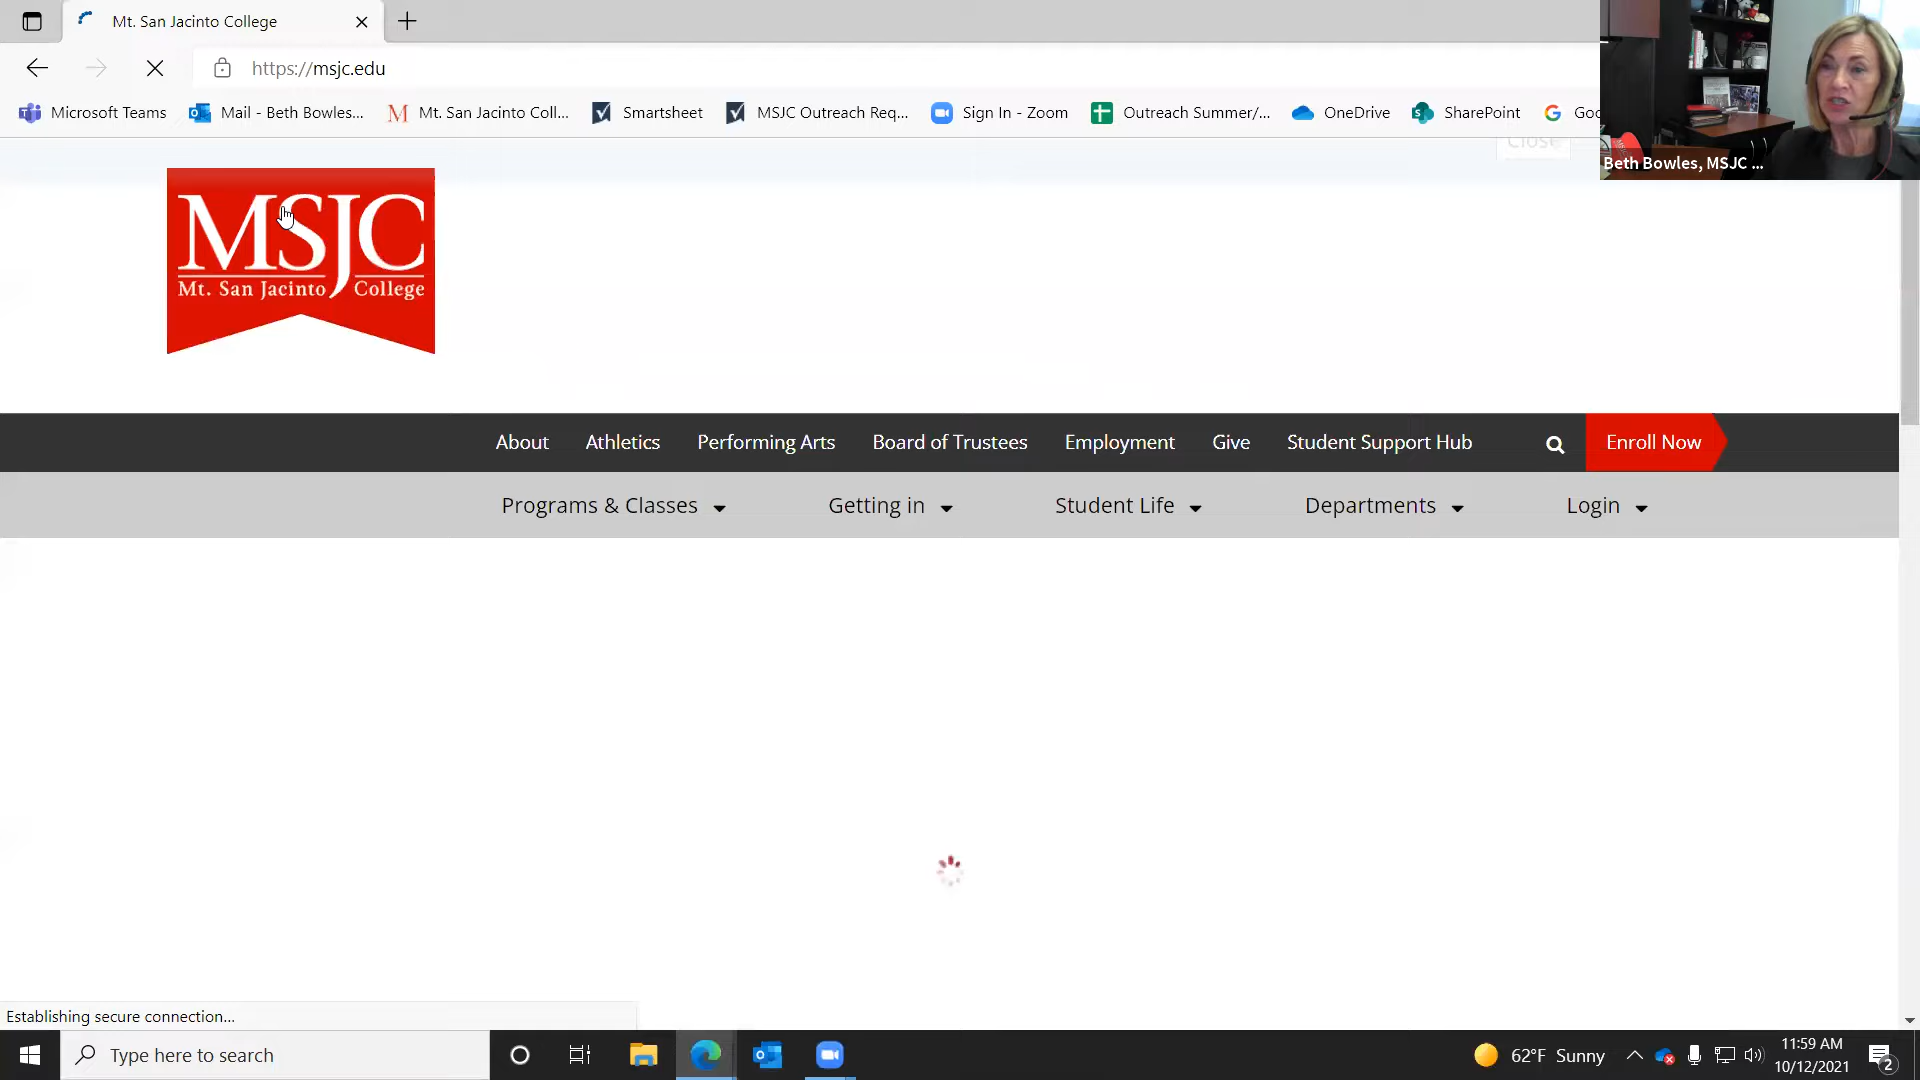 Mt. San Jacinto College
https://msjc.edu
Microsoft Teams
Mail - Beth Bowles...
Mt. San Jacinto Coll...
Smartsheet
MSJC Outreach Req...
Sign In - Zoom
Outreach Summer/...
OneDrive
SharePoint
Goo
Close
Beth Bowles, MSJC ...
MSJC
Mt. San Jacinto College
About
Athletics
Performing Arts
Board of Trustees
Employment
Give
Student Support Hub
Enroll Now
Programs & Classes
Getting in
Student Life
Departments
Login
Establishing secure connection...
Type here to search
62°F Sunny
11:59 AM
10/12/2021
2